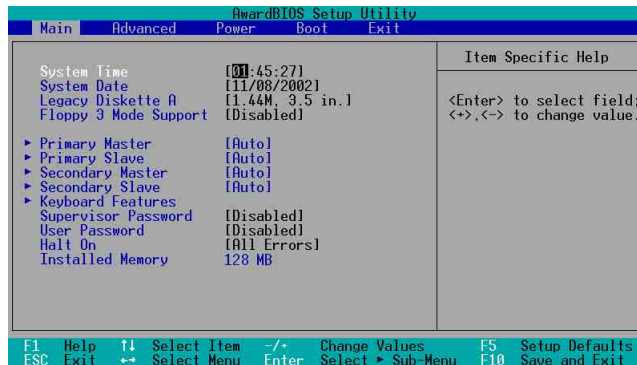 AwardBIOS Setup Utility
Main Advanced Power Boot Exit
Item Specific Help
System Time [01:45:27]
System Date [11/08/2002]
Legacy Diskette A [1.44M, 3.5 in.]
Floppy 3 Mode Support [Disabled]
<Enter> to select field;
<+>,<-> to change value.
▶ Primary Master [Auto]
▶ Primary Slave [Auto]
▶ Secondary Master [Auto]
▶ Secondary Slave [Auto]
▶ Keyboard Features
Supervisor Password [Disabled]
User Password [Disabled]
Halt On [All Errors]
Installed Memory 128 MB
F1 Help ↑↓ Select Item -/+ Change Values F5 Setup Defaults
ESC Exit ←→ Select Menu Enter Select ▶ Sub-Menu F10 Save and Exit